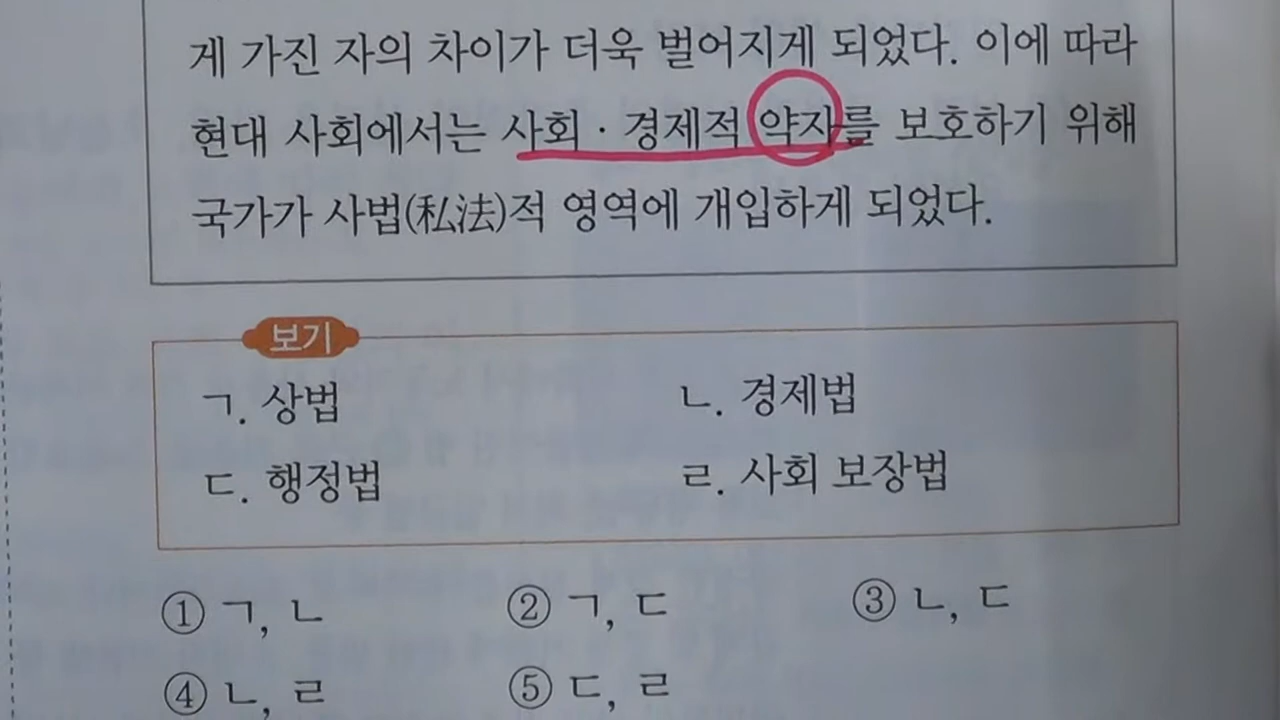 게 가진 자의 차이가 더욱 벌어지게 되었다. 이에 따라
현대 사회에서는 사회·경제적 약자를 보호하기 위해
국가가 사법(私法)적 영역에 개입하게 되었다.
보기
ㄱ. 상법 ㄴ. 경제법
ㄷ. 행정법 ㄹ. 사회 보장법
① ㄱ, ㄴ ② ㄱ, ㄷ ③ ㄴ, ㄷ
④ ㄴ, ㄹ ⑤ ㄷ, ㄹ